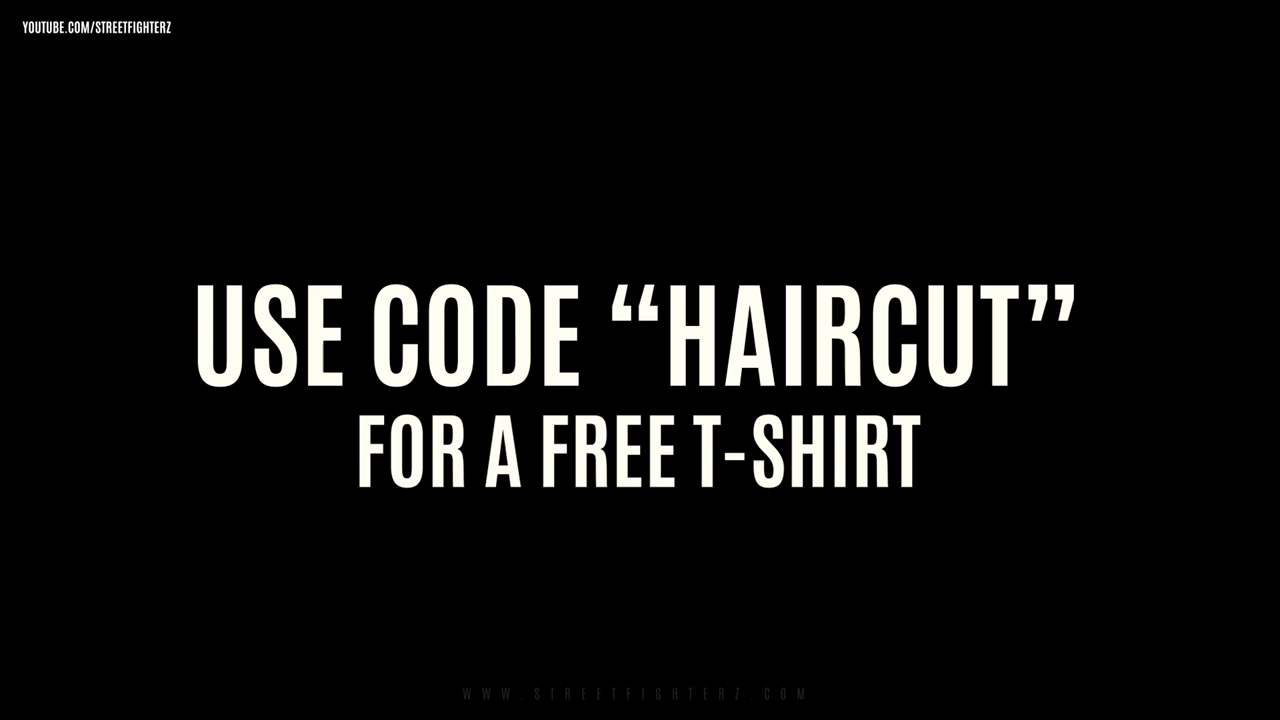 YOUTUBE.COM/STREETFIGHTERZ
USE CODE “HAIRCUT”
FOR A FREE T-SHIRT
WWW.STREETFIGHTERZ.COM